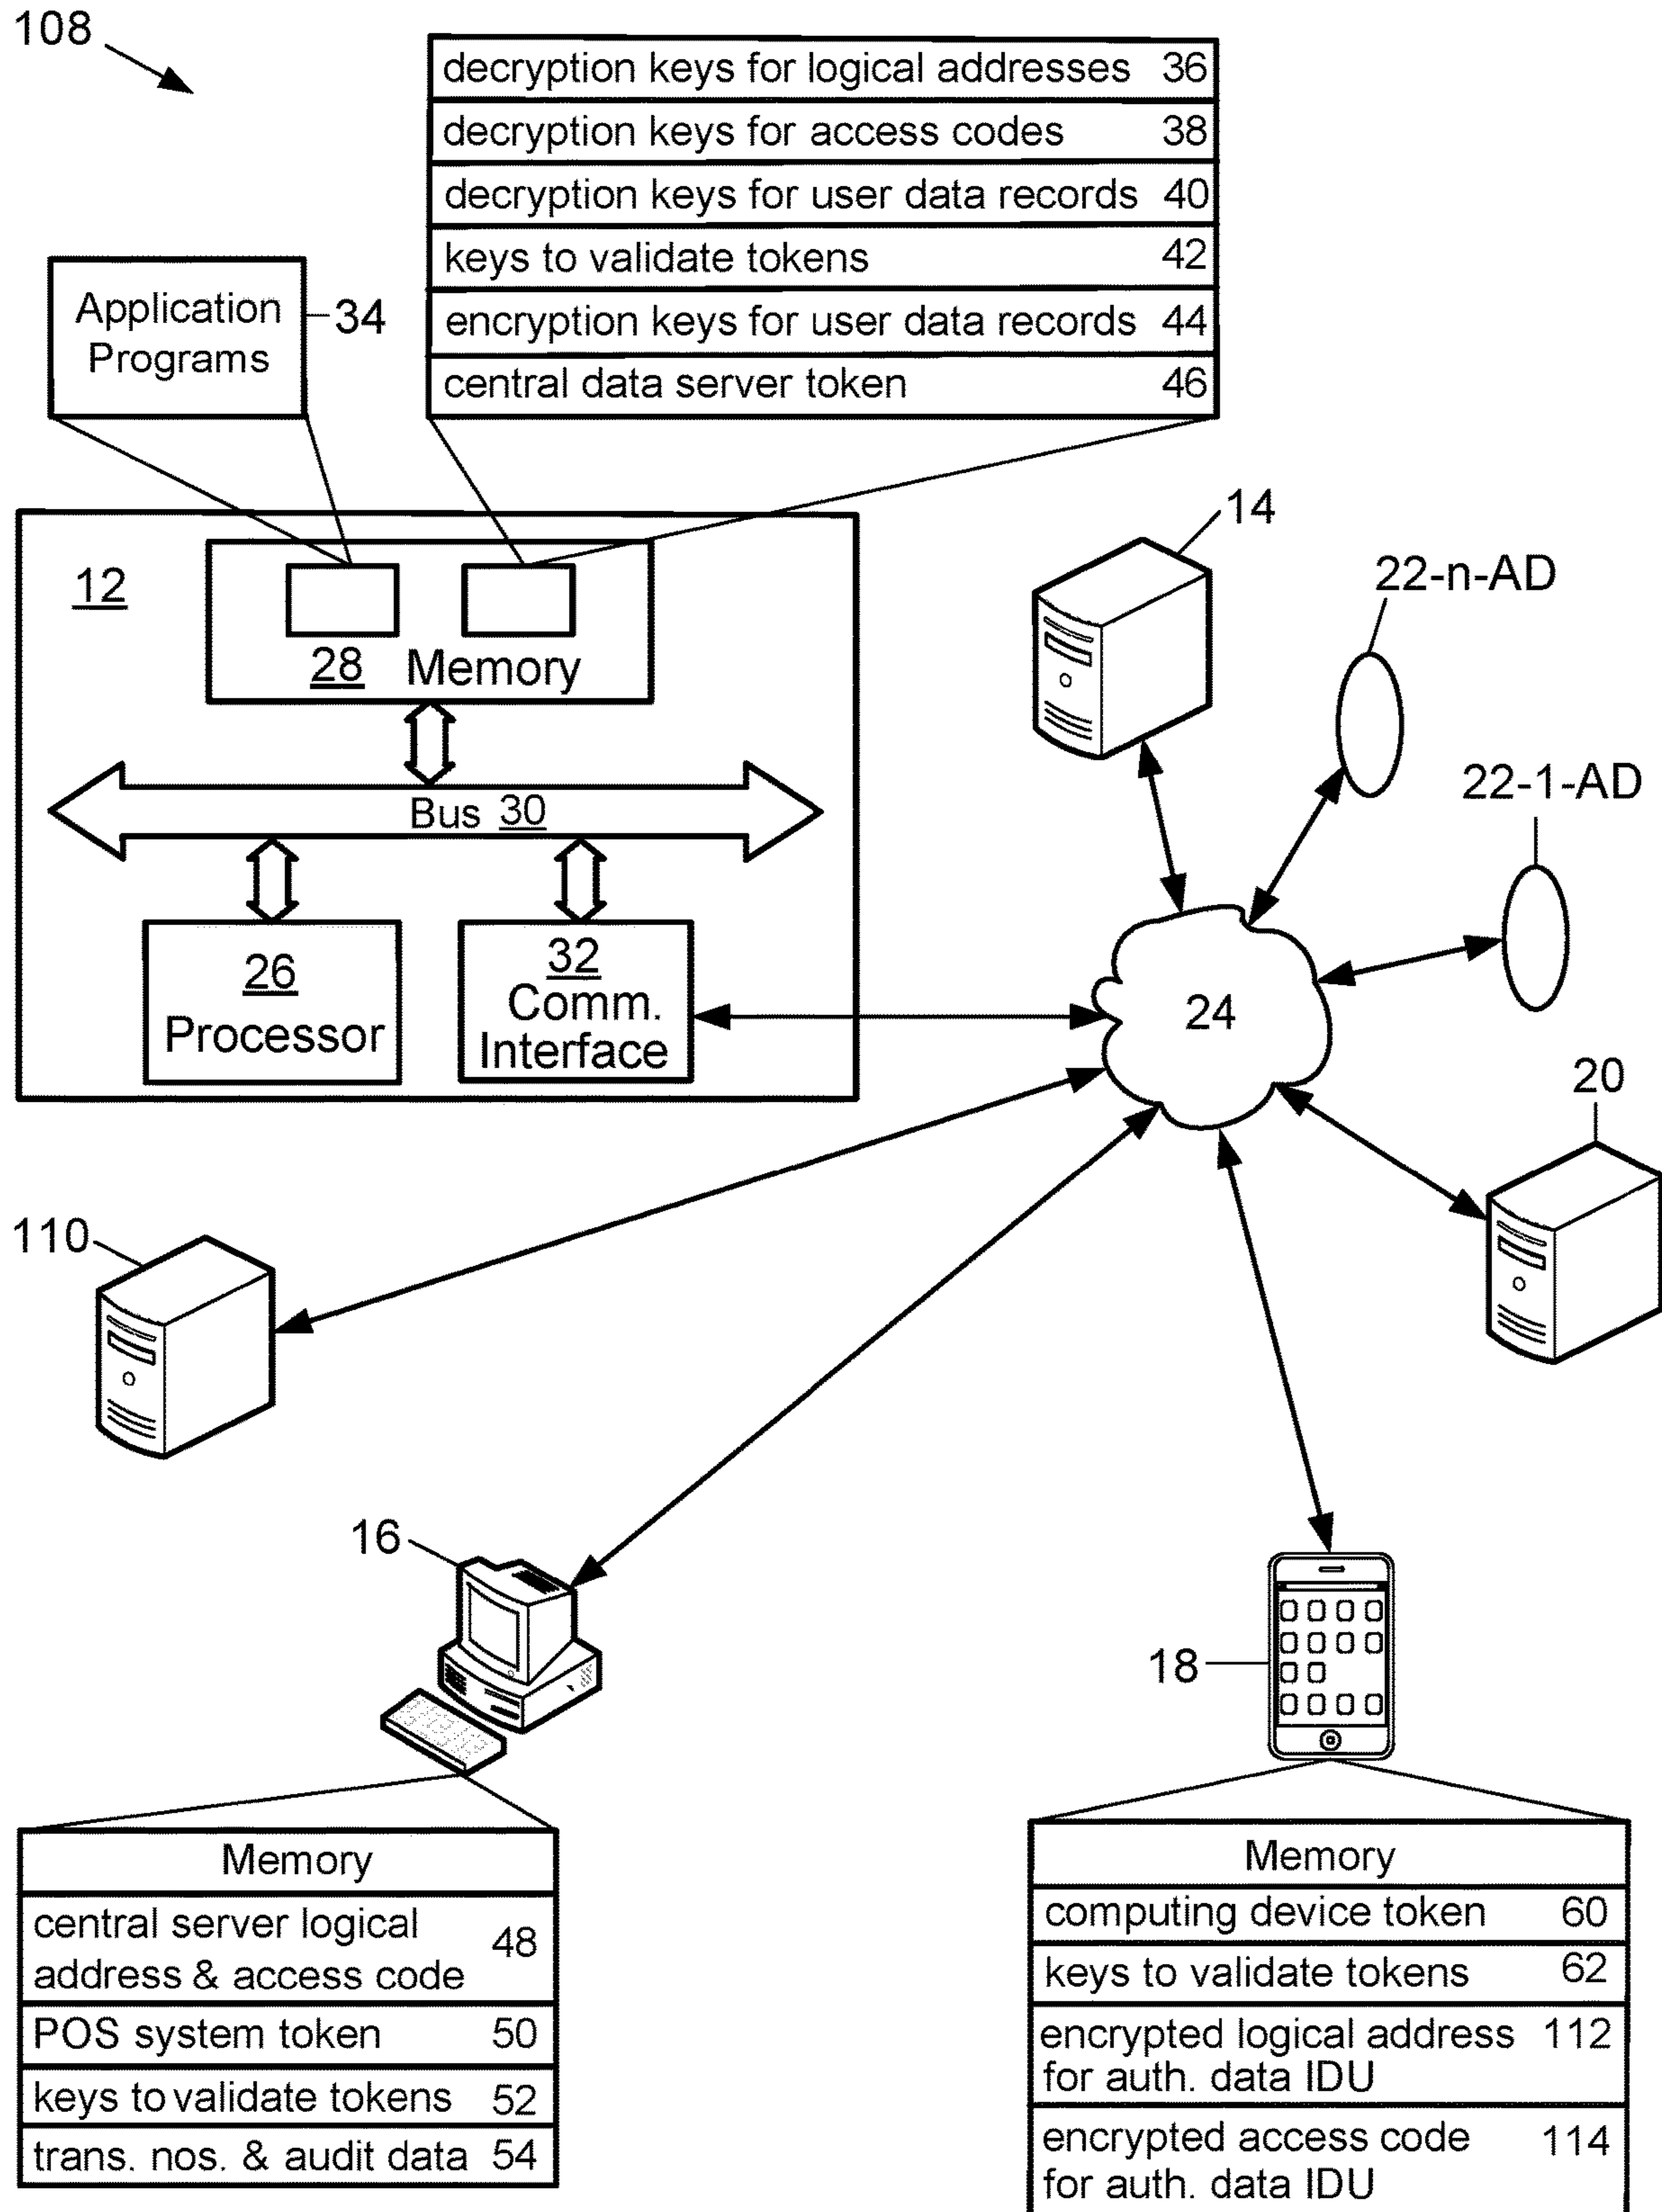 108
decryption keys for logical addresses 36
decryption keys for access codes 38
decryption keys for user data records 40
keys to validate tokens 42
encryption keys for user data records 44
central data server token 46
Application
Programs
34
12
28 Memory
Bus 30
26
Processor
32
Comm.
Interface
14
22-n-AD
22-1-AD
24
20
110
16
18
Memory
central server logical
address & access code 48
POS system token 50
keys to validate tokens 52
trans. nos. & audit data 54
Memory
computing device token 60
keys to validate tokens 62
encrypted logical address 112
for auth. data IDU
encrypted access code 114
for auth. data IDU